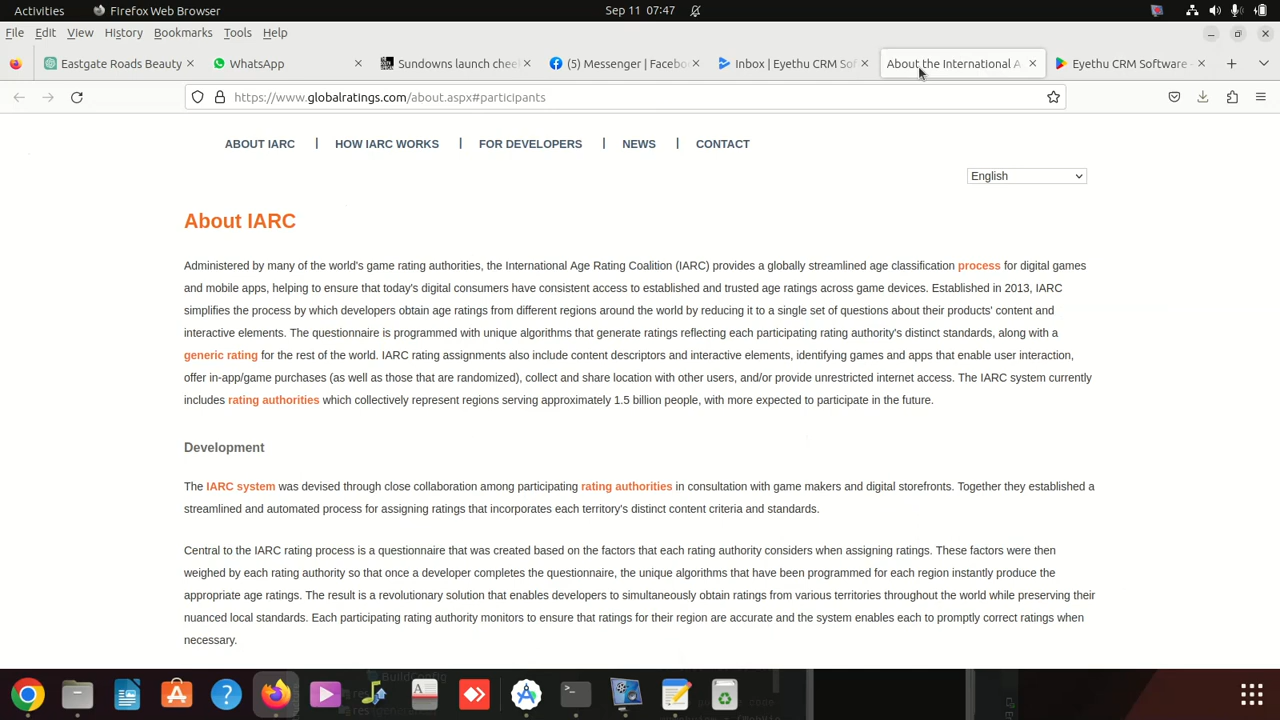 Activities Firefox Web Browser Sep 11 07:47
File Edit View History Bookmarks Tools Help
Eastgate Roads Beauty WhatsApp Sundowns launch chee (5) Messenger | Facebo Inbox | Eyethu CRM Sof About the International A Eyethu CRM Software -
https://www.globalratings.com/about.aspx#participants
ABOUT IARC | HOW IARC WORKS | FOR DEVELOPERS | NEWS | CONTACT
English
About IARC
Administered by many of the world's game rating authorities, the International Age Rating Coalition (IARC) provides a globally streamlined age classification process for digital games
and mobile apps, helping to ensure that today's digital consumers have consistent access to established and trusted age ratings across game devices. Established in 2013, IARC
simplifies the process by which developers obtain age ratings from different regions around the world by reducing it to a single set of questions about their products' content and
interactive elements. The questionnaire is programmed with unique algorithms that generate ratings reflecting each participating rating authority's distinct standards, along with a
generic rating for the rest of the world. IARC rating assignments also include content descriptors and interactive elements, identifying games and apps that enable user interaction,
offer in-app/game purchases (as well as those that are randomized), collect and share location with other users, and/or provide unrestricted internet access. The IARC system currently
includes rating authorities which collectively represent regions serving approximately 1.5 billion people, with more expected to participate in the future.
Development
The IARC system was devised through close collaboration among participating rating authorities in consultation with game makers and digital storefronts. Together they established a
streamlined and automated process for assigning ratings that incorporates each territory's distinct content criteria and standards.
Central to the IARC rating process is a questionnaire that was created based on the factors that each rating authority considers when assigning ratings. These factors were then
weighed by each rating authority so that once a developer completes the questionnaire, the unique algorithms that have been programmed for each region instantly produce the
appropriate age ratings. The result is a revolutionary solution that enables developers to simultaneously obtain ratings from various territories throughout the world while preserving their
nuanced local standards. Each participating rating authority monitors to ensure that ratings for their region are accurate and the system enables each to promptly correct ratings when
necessary.
BuildConfig
res